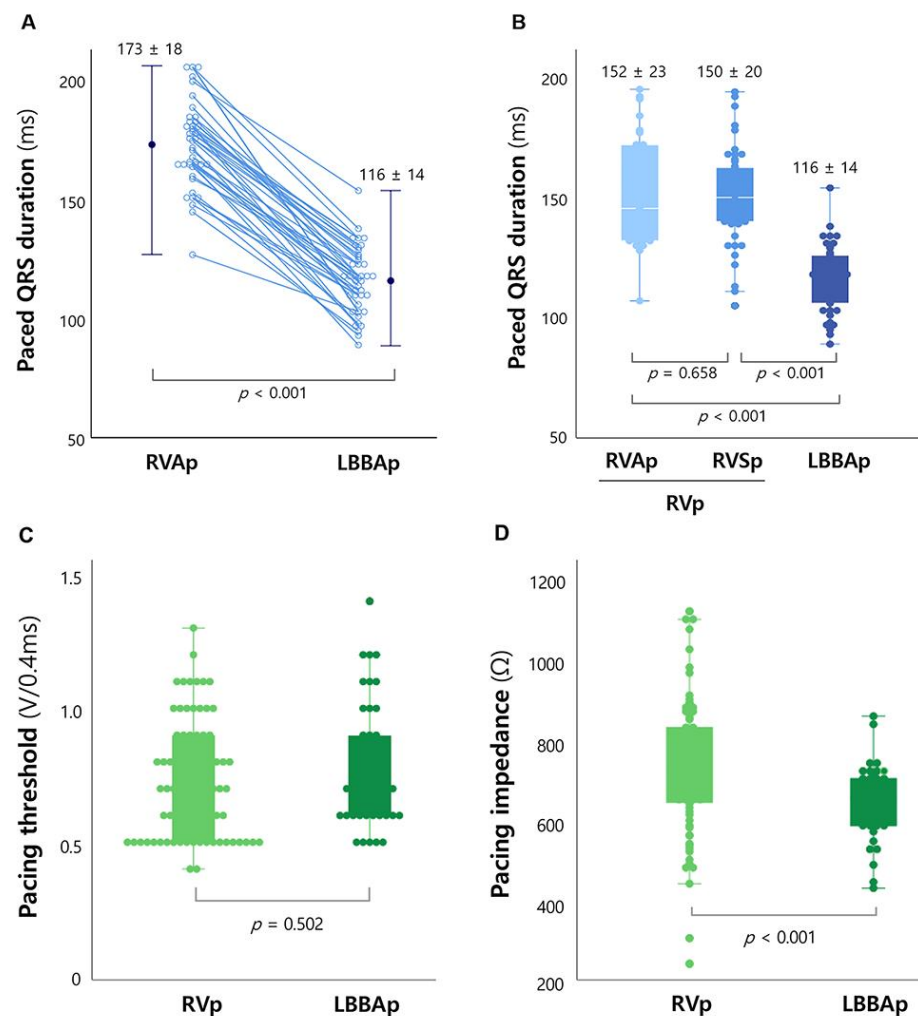 A
173 ± 18
116 ± 14
Paced QRS duration (ms)
200
150
100
50
p < 0.001
RVAp
LBBAp
B
152 ± 23
150 ± 20
116 ± 14
Paced QRS duration (ms)
200
150
100
50
p = 0.658
p < 0.001
p < 0.001
RVAp
RVSp
LBBAp
RVp
C
Pacing threshold (V/0.4ms)
1.5
1.0
0.5
0
p = 0.502
RVp
LBBAp
D
Pacing impedance (Ω)
1200
1000
800
600
400
200
p < 0.001
RVp
LBBAp